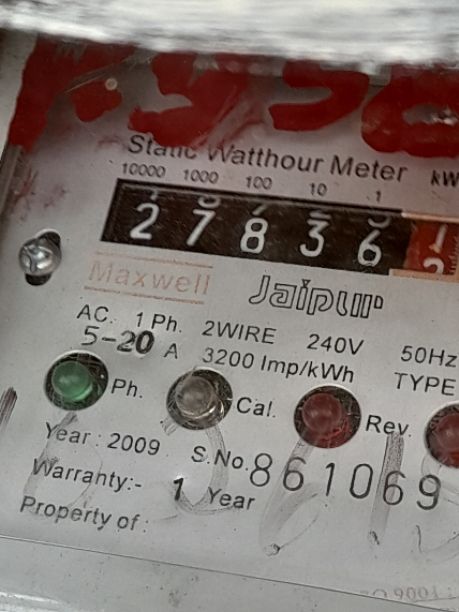 Static Watthour Meter kW
10000 1000 100 10 1
2 7 8 3 6
Maxwell Jaipur
AC. 1 Ph. 2WIRE 240V 50Hz
5-20 A 3200 Imp/kWh TYPE
Ph. Cal. Rev.
Year : 2009 S.No. 861069
Warranty:- 1 Year
Property of :